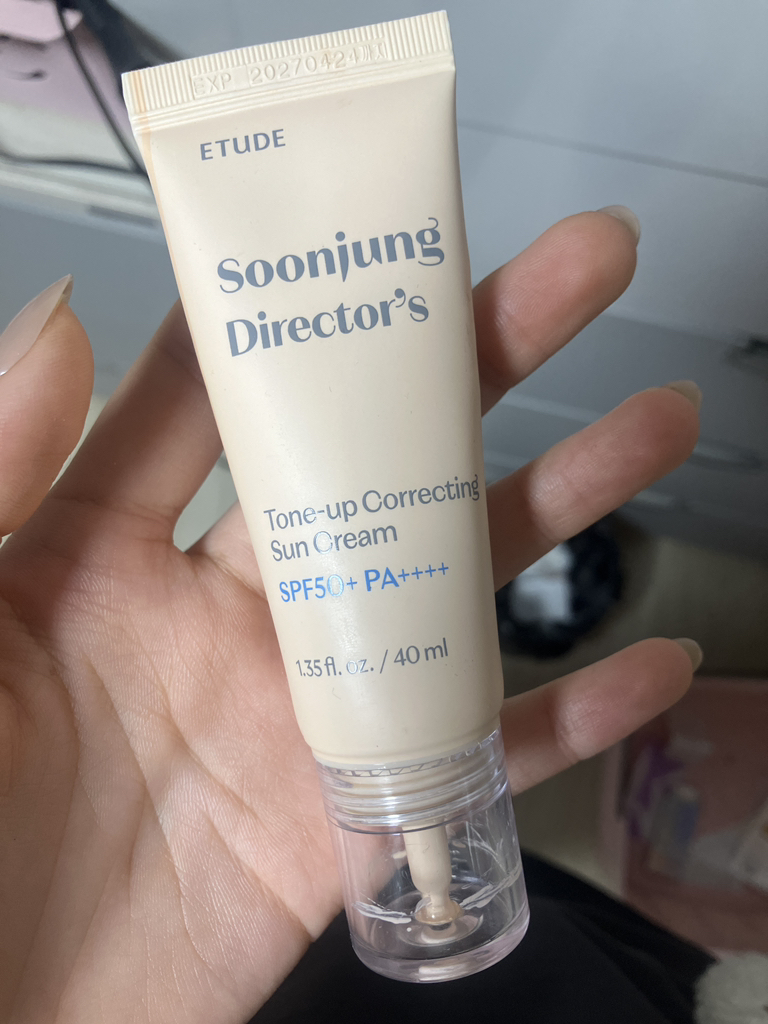 EXP 20270424
ETUDE
Soonjung
Director's
Tone-up Correcting
Sun Cream
SPF50+ PA++++
1.35 fl. oz. / 40 ml